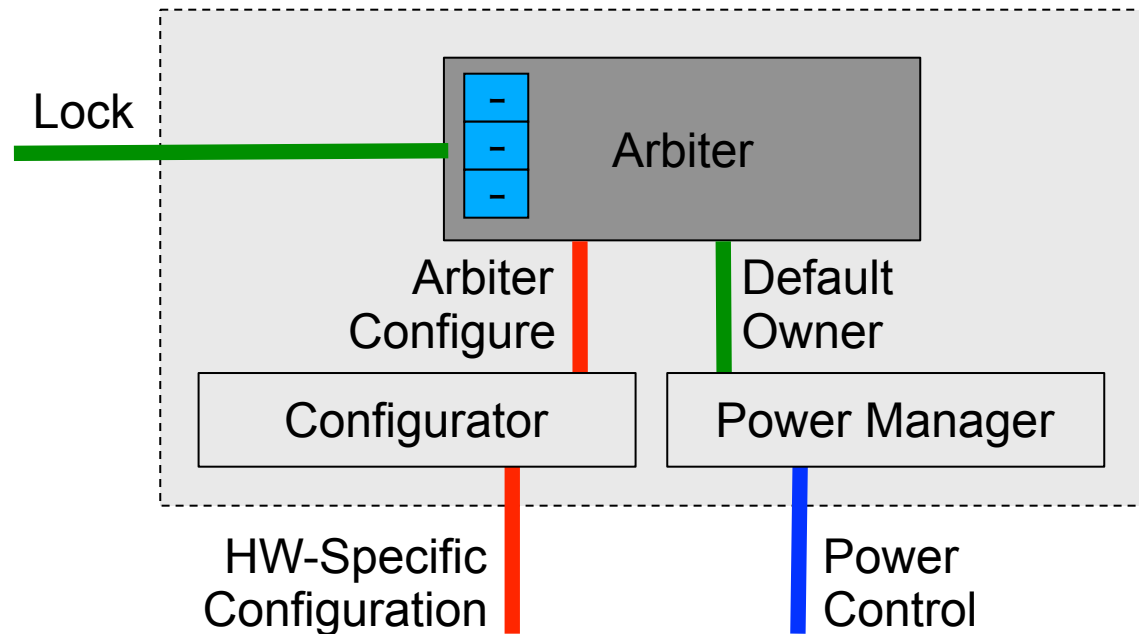 Lock
-
-
-
Arbiter
Arbiter
Configure
Default
Owner
Configurator
Power Manager
HW-Specific
Configuration
Power
Control